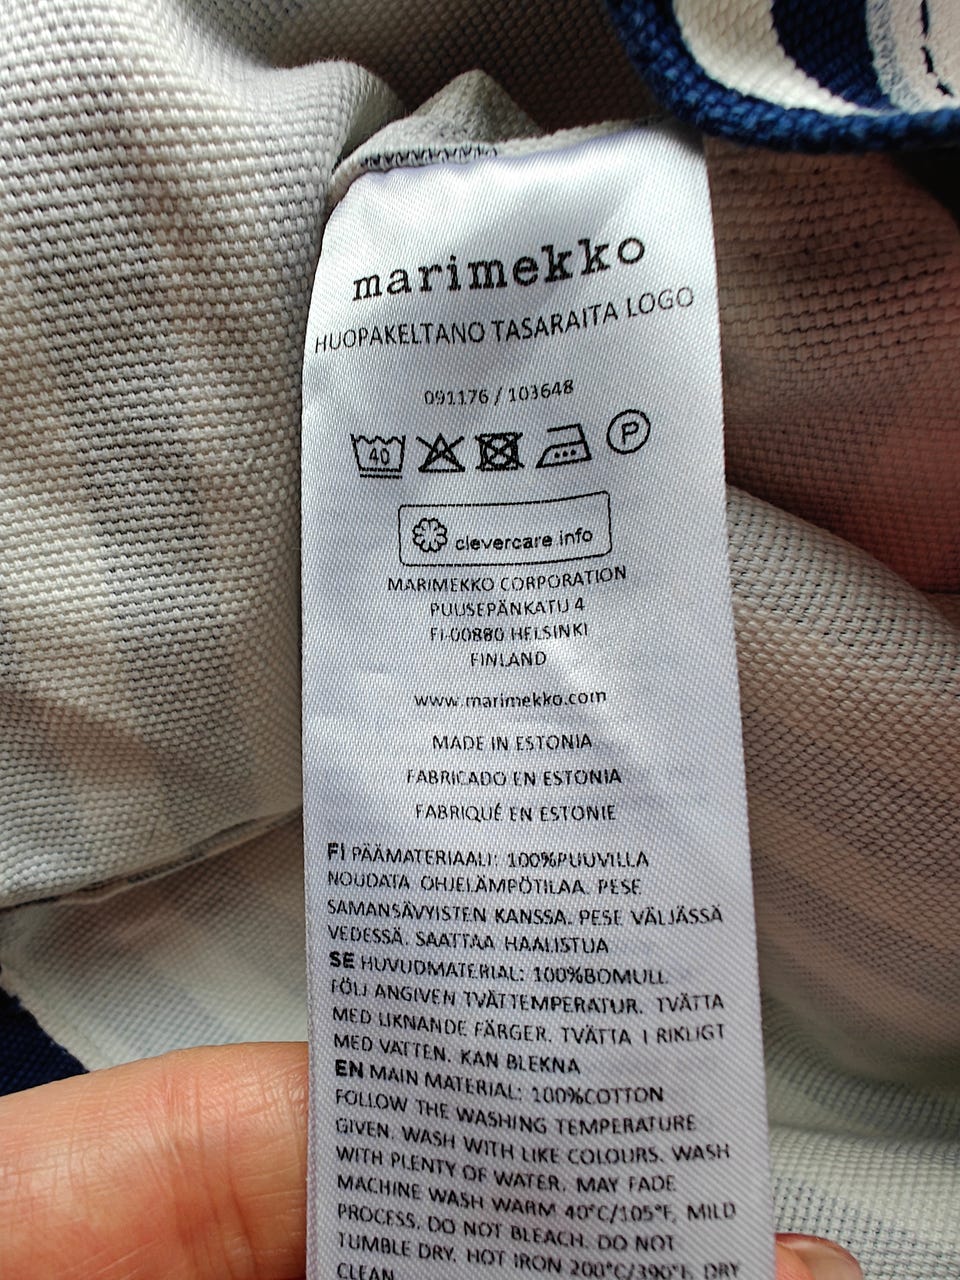 marimekko
HUOPAKELTANO TASARAITA LOGO
091176 / 103648
40
P
clevercare info
MARIMEKKO CORPORATION
PUUSEPÄNKATU 4
FI-00880 HELSINKI
FINLAND
www.marimekko.com
MADE IN ESTONIA
FABRICADO EN ESTONIA
FABRIQUÉ EN ESTONIE
FI PÄÄMATERIAALI: 100%PUUVILLA
NOUDATA OHJELÄMPÖTILAA. PESE
SAMANSÄVYISTEN KANSSA. PESE VÄLJÄSSÄ
VEDESSÄ. SAATTAA HAALISTUA
SE HUVUDMATERIAL: 100%BOMULL
FÖLJ ANGIVEN TVÄTTEMPERATUR. TVÄTTA
MED LIKNANDE FÄRGER. TVÄTTA I RIKLIGT
MED VATTEN. KAN BLEKNA
EN MAIN MATERIAL: 100%COTTON
FOLLOW THE WASHING TEMPERATURE
GIVEN. WASH WITH LIKE COLOURS. WASH
WITH PLENTY OF WATER. MAY FADE
MACHINE WASH WARM 40°C/105°F, MILD
PROCESS. DO NOT BLEACH. DO NOT
TUMBLE DRY. HOT IRON 200°C/390°F. DRY
CLEAN